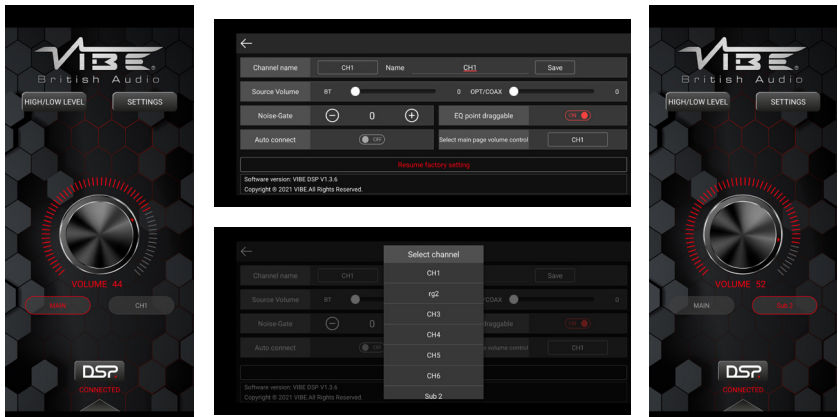 VIBE
British Audio
HIGH/LOW LEVEL
SETTINGS
VOLUME 44
MAIN
CH1
DSP
CONNECTED
Channel name
CH1
Name
CH1
Save
Source Volume
BT
0
OPT/COAX
0
Noise-Gate
0
EQ point draggable
ON
Auto connect
OFF
Select main page volume control
CH1
Resume factory setting
Software version: VIBE DSP V1.3.6
Copyright © 2021 VIBE.All Rights Reserved.
Channel name
CH1
Save
Source Volume
BT
/COAX
0
Noise-Gate
0
draggable
ON
Auto connect
volume control
CH1
Software version: VIBE DSP V1.3.6
Copyright © 2021 VIBE.All Rights Reserved.
Select channel
CH1
rg2
CH3
CH4
CH5
CH6
Sub 2
VIBE
British Audio
HIGH/LOW LEVEL
SETTINGS
VOLUME 52
MAIN
Sub 2
DSP
CONNECTED